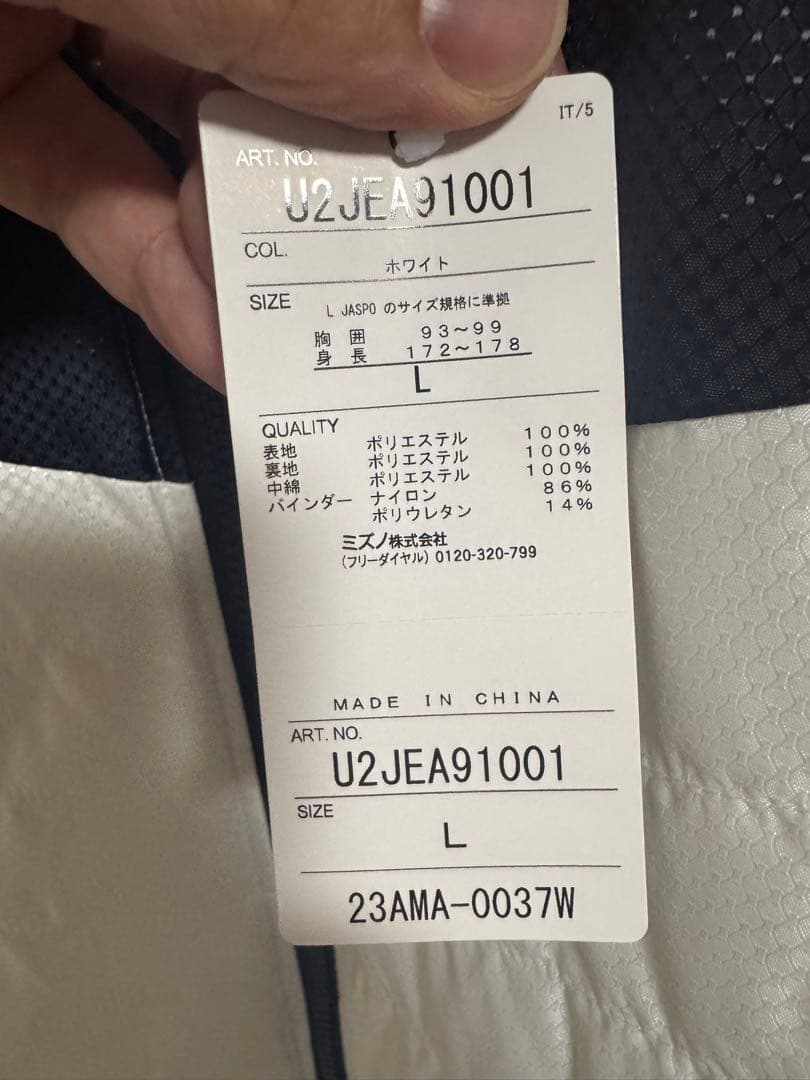 IT/5
ART. NO.
U2JEA91001
COL.
ホワイト
SIZE
L JASPO のサイズ規格に準拠
胸 囲 93~99
身 長 172~178
L
QUALITY
表地 ポリエステル 100%
裏地 ポリエステル 100%
中綿 ポリエステル 100%
バインダー ナイロン 86%
ポリウレタン 14%
ミズノ株式会社
(フリーダイヤル) 0120-320-799
MADE IN CHINA
ART. NO.
U2JEA91001
SIZE
L
23AMA-0037W